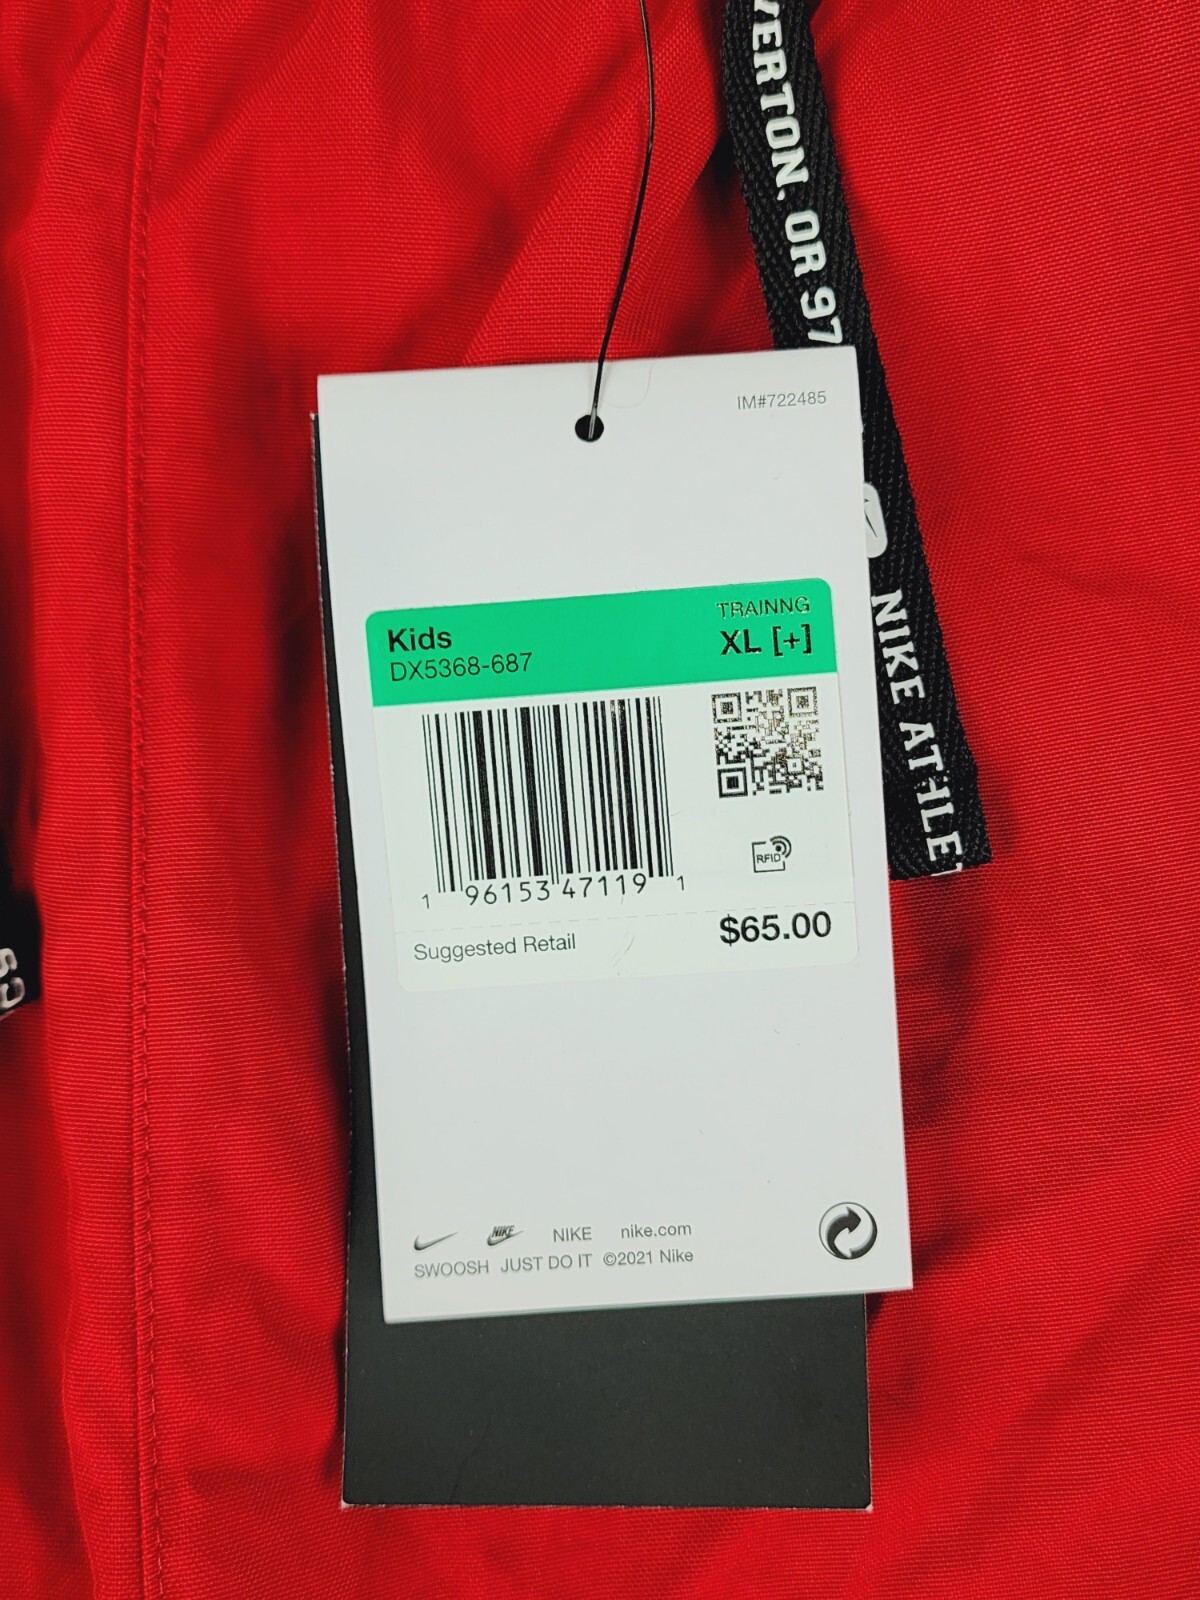 VERTON, OR 97
IM#722485
Kids
TRAINNG
DX5368-687
XL [+]
NIKE ATHLE
RFID
1 96153 47119 1
Suggested Retail
$65.00
NIKE NIKE nike.com
SWOOSH JUST DO IT ©2021 Nike